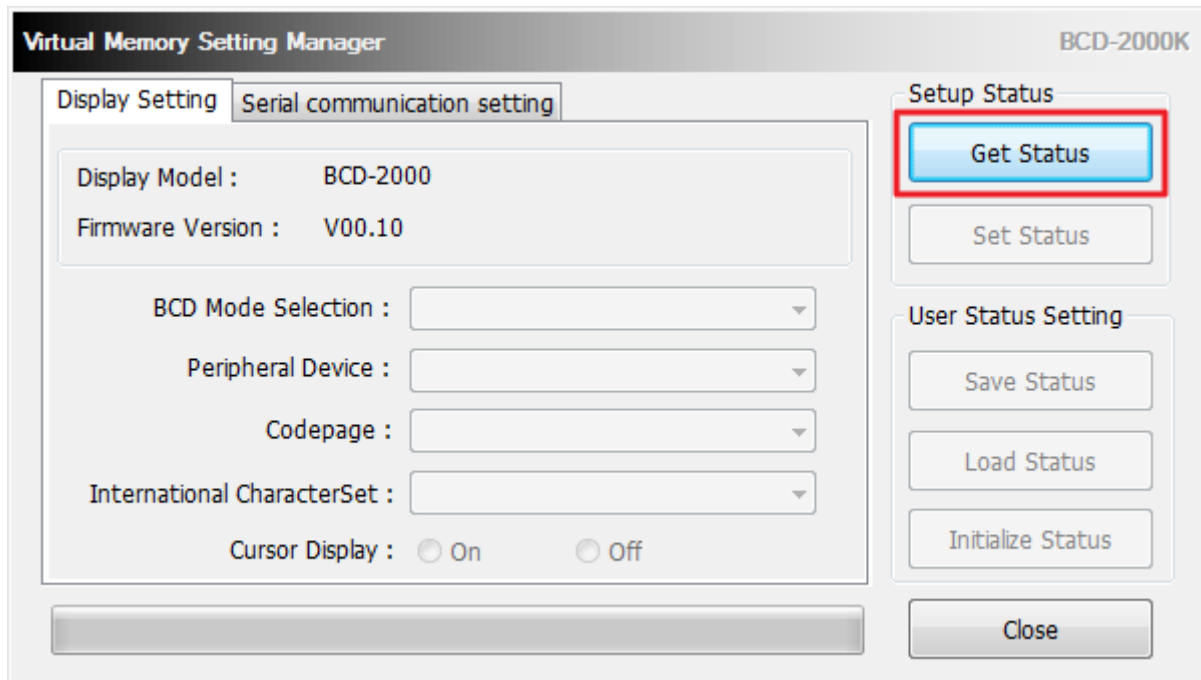 Virtual Memory Setting Manager BCD-2000K
Display Setting Serial communication setting
Display Model : BCD-2000
Firmware Version : V00.10
BCD Mode Selection :
Peripheral Device :
Codepage :
International CharacterSet :
Cursor Display : On Off
Setup Status
Get Status
Set Status
User Status Setting
Save Status
Load Status
Initialize Status
Close